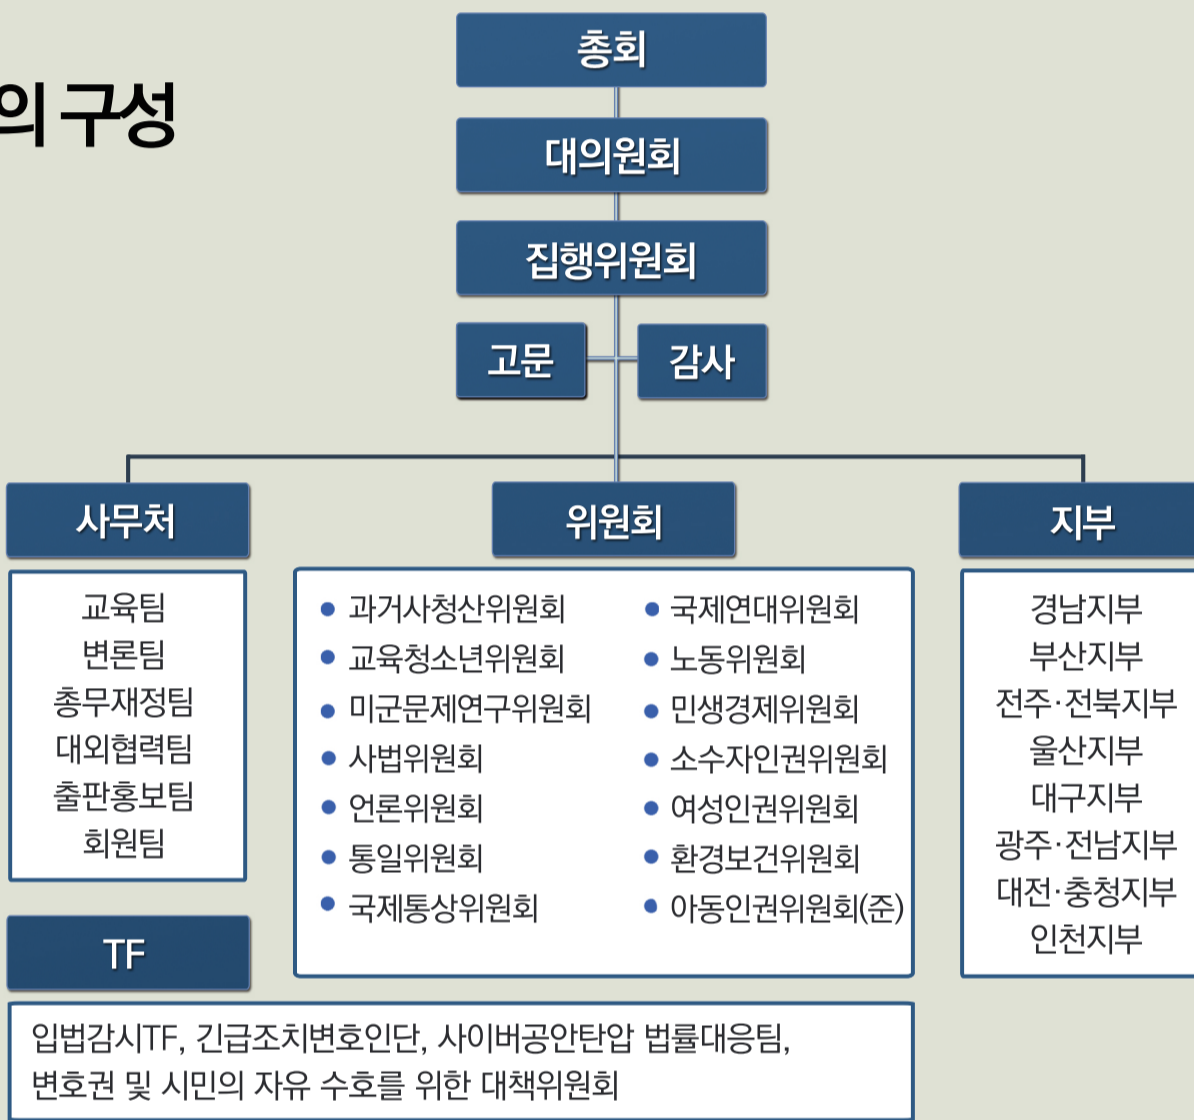 의 구성
총회
대의원회
집행위원회
고문
감사
사무처
교육팀
변론팀
총무재정팀
대외협력팀
출판홍보팀
회원팀
위원회
과거사청산위원회
교육청소년위원회
미군문제연구위원회
사법위원회
언론위원회
통일위원회
국제통상위원회
국제연대위원회
노동위원회
민생경제위원회
소수자인권위원회
여성인권위원회
환경보건위원회
아동인권위원회(준)
지부
경남지부
부산지부
전주·전북지부
울산지부
대구지부
광주·전남지부
대전·충청지부
인천지부
TF
입법감시TF, 긴급조치변호인단, 사이버공안탄압 법률대응팀,
변호권 및 시민의 자유 수호를 위한 대책위원회